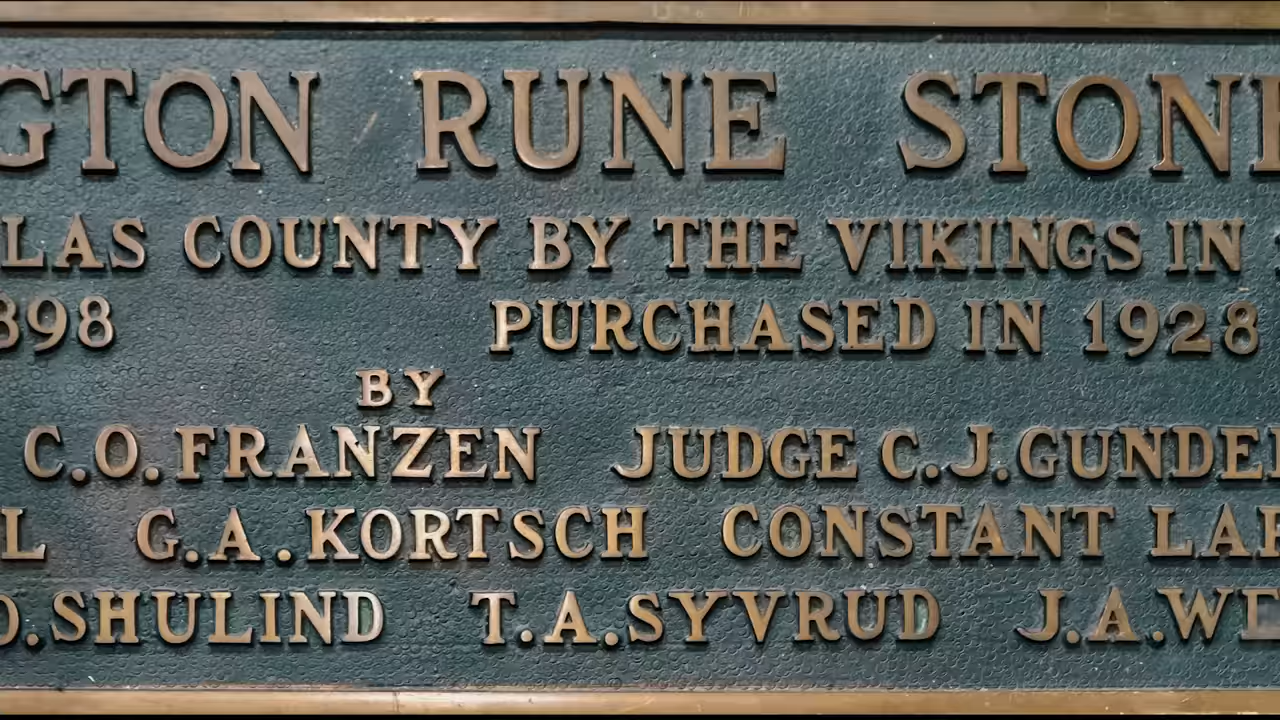 GTON RUNE STON
LAS COUNTY BY THE VIKINGS IN
898 PURCHASED IN 1928
BY
C.O.FRANZEN JUDGE C.J.GUNDE
L G.A.KORTSCH CONSTANT LA
O.SHULIND T.A.SYVRUD J.A.WE